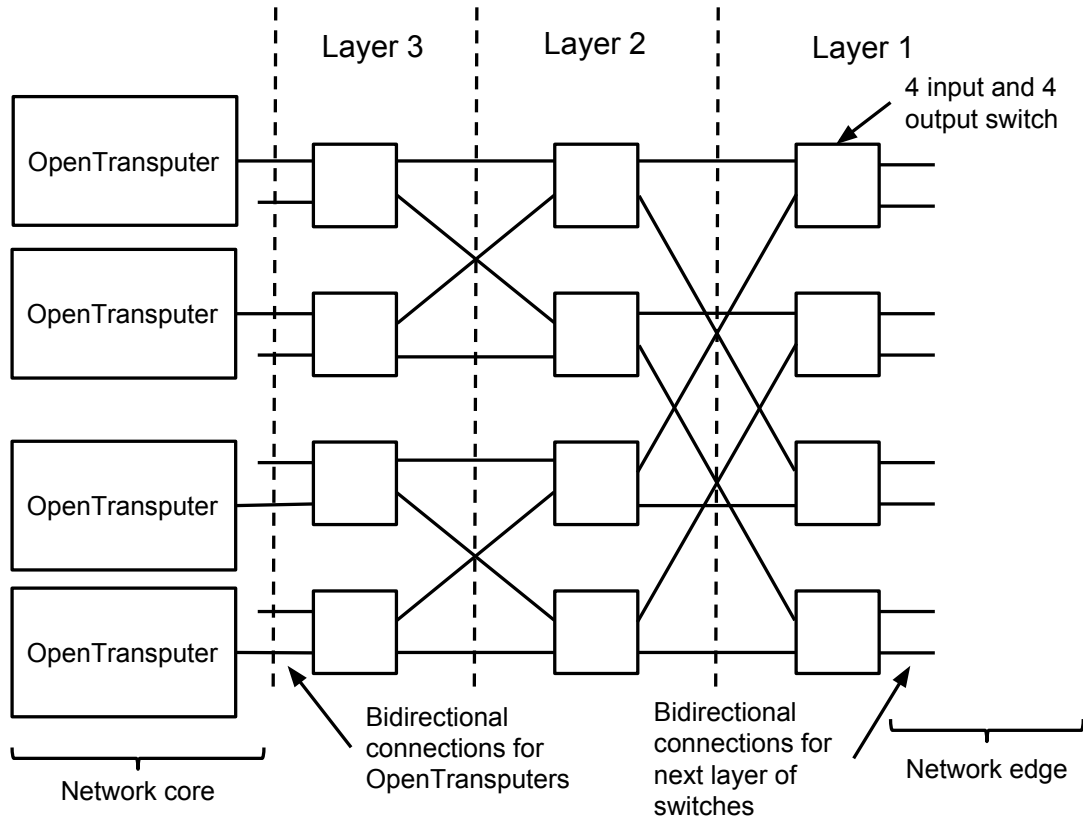 Layer 3
Layer 2
Layer 1
4 input and 4
output switch
OpenTransputer
OpenTransputer
OpenTransputer
OpenTransputer
Bidirectional
connections for
OpenTransputers
Bidirectional
connections for
next layer of
switches
Network core
Network edge